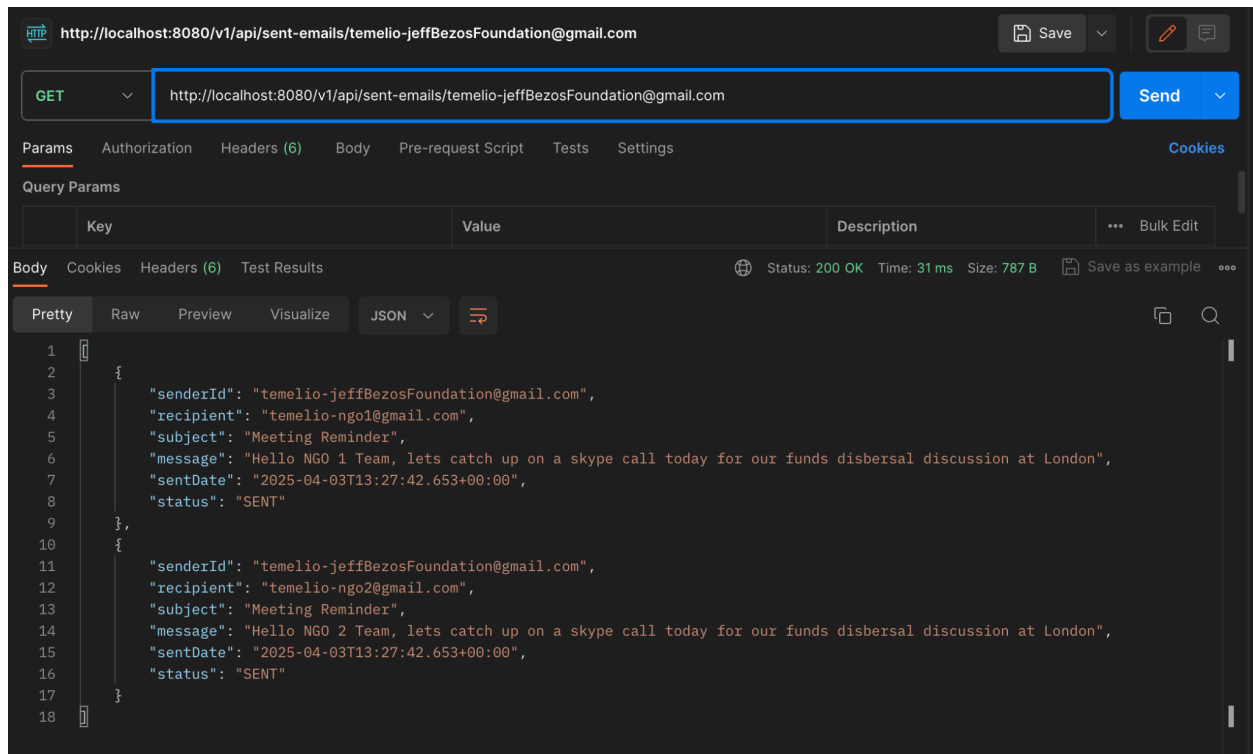 HTTP http://localhost:8080/v1/api/sent-emails/temelio-jeffBezosFoundation@gmail.com Save
GET http://localhost:8080/v1/api/sent-emails/temelio-jeffBezosFoundation@gmail.com Send
Params Authorization Headers (6) Body Pre-request Script Tests Settings Cookies
Query Params
Key Value Description ••• Bulk Edit
Body Cookies Headers (6) Test Results Status: 200 OK Time: 31 ms Size: 787 B Save as example
Pretty Raw Preview Visualize JSON
1 [
2 {
3 "senderId": "temelio-jeffBezosFoundation@gmail.com",
4 "recipient": "temelio-ngo1@gmail.com",
5 "subject": "Meeting Reminder",
6 "message": "Hello NGO 1 Team, lets catch up on a skype call today for our funds disbersal discussion at London",
7 "sentDate": "2025-04-03T13:27:42.653+00:00",
8 "status": "SENT"
9 },
10 {
11 "senderId": "temelio-jeffBezosFoundation@gmail.com",
12 "recipient": "temelio-ngo2@gmail.com",
13 "subject": "Meeting Reminder",
14 "message": "Hello NGO 2 Team, lets catch up on a skype call today for our funds disbersal discussion at London",
15 "sentDate": "2025-04-03T13:27:42.653+00:00",
16 "status": "SENT"
17 }
18 ]